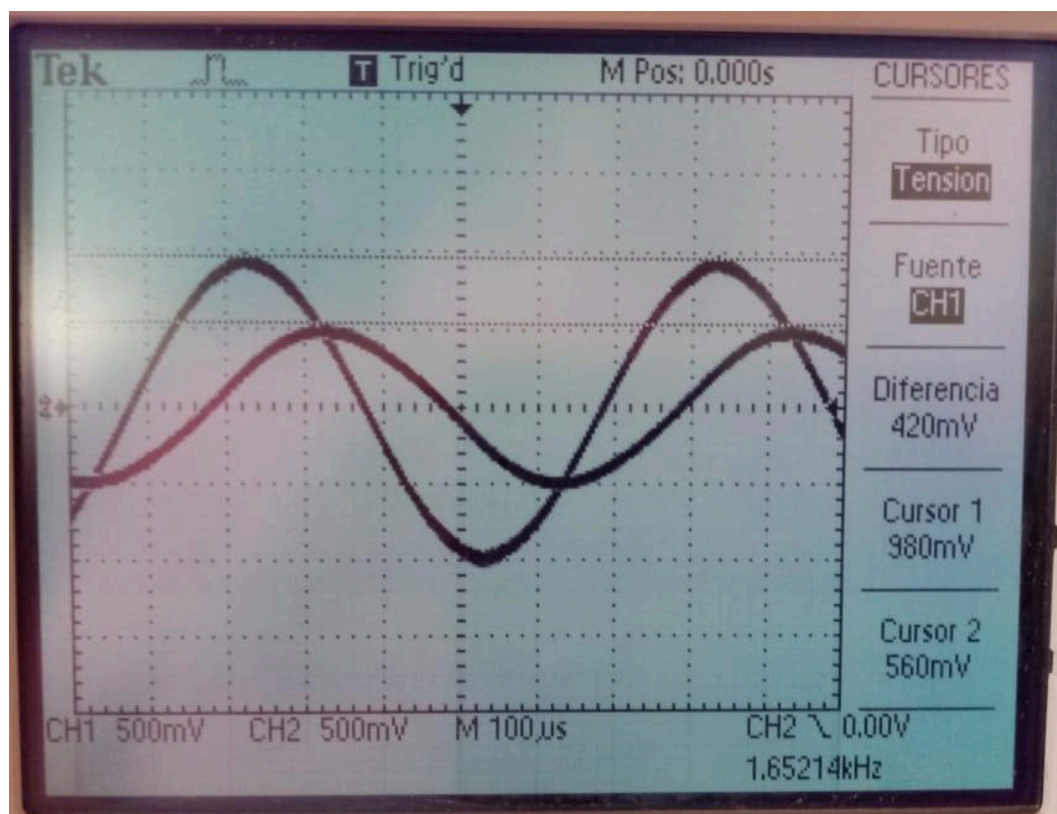 Tek T Trig'd M Pos: 0.000s CURSORES
Tipo
Tension
Fuente
CH1
Diferencia
420mV
Cursor 1
980mV
Cursor 2
560mV
CH1 500mV CH2 500mV M 100µs CH2 0.00V
1.65214kHz